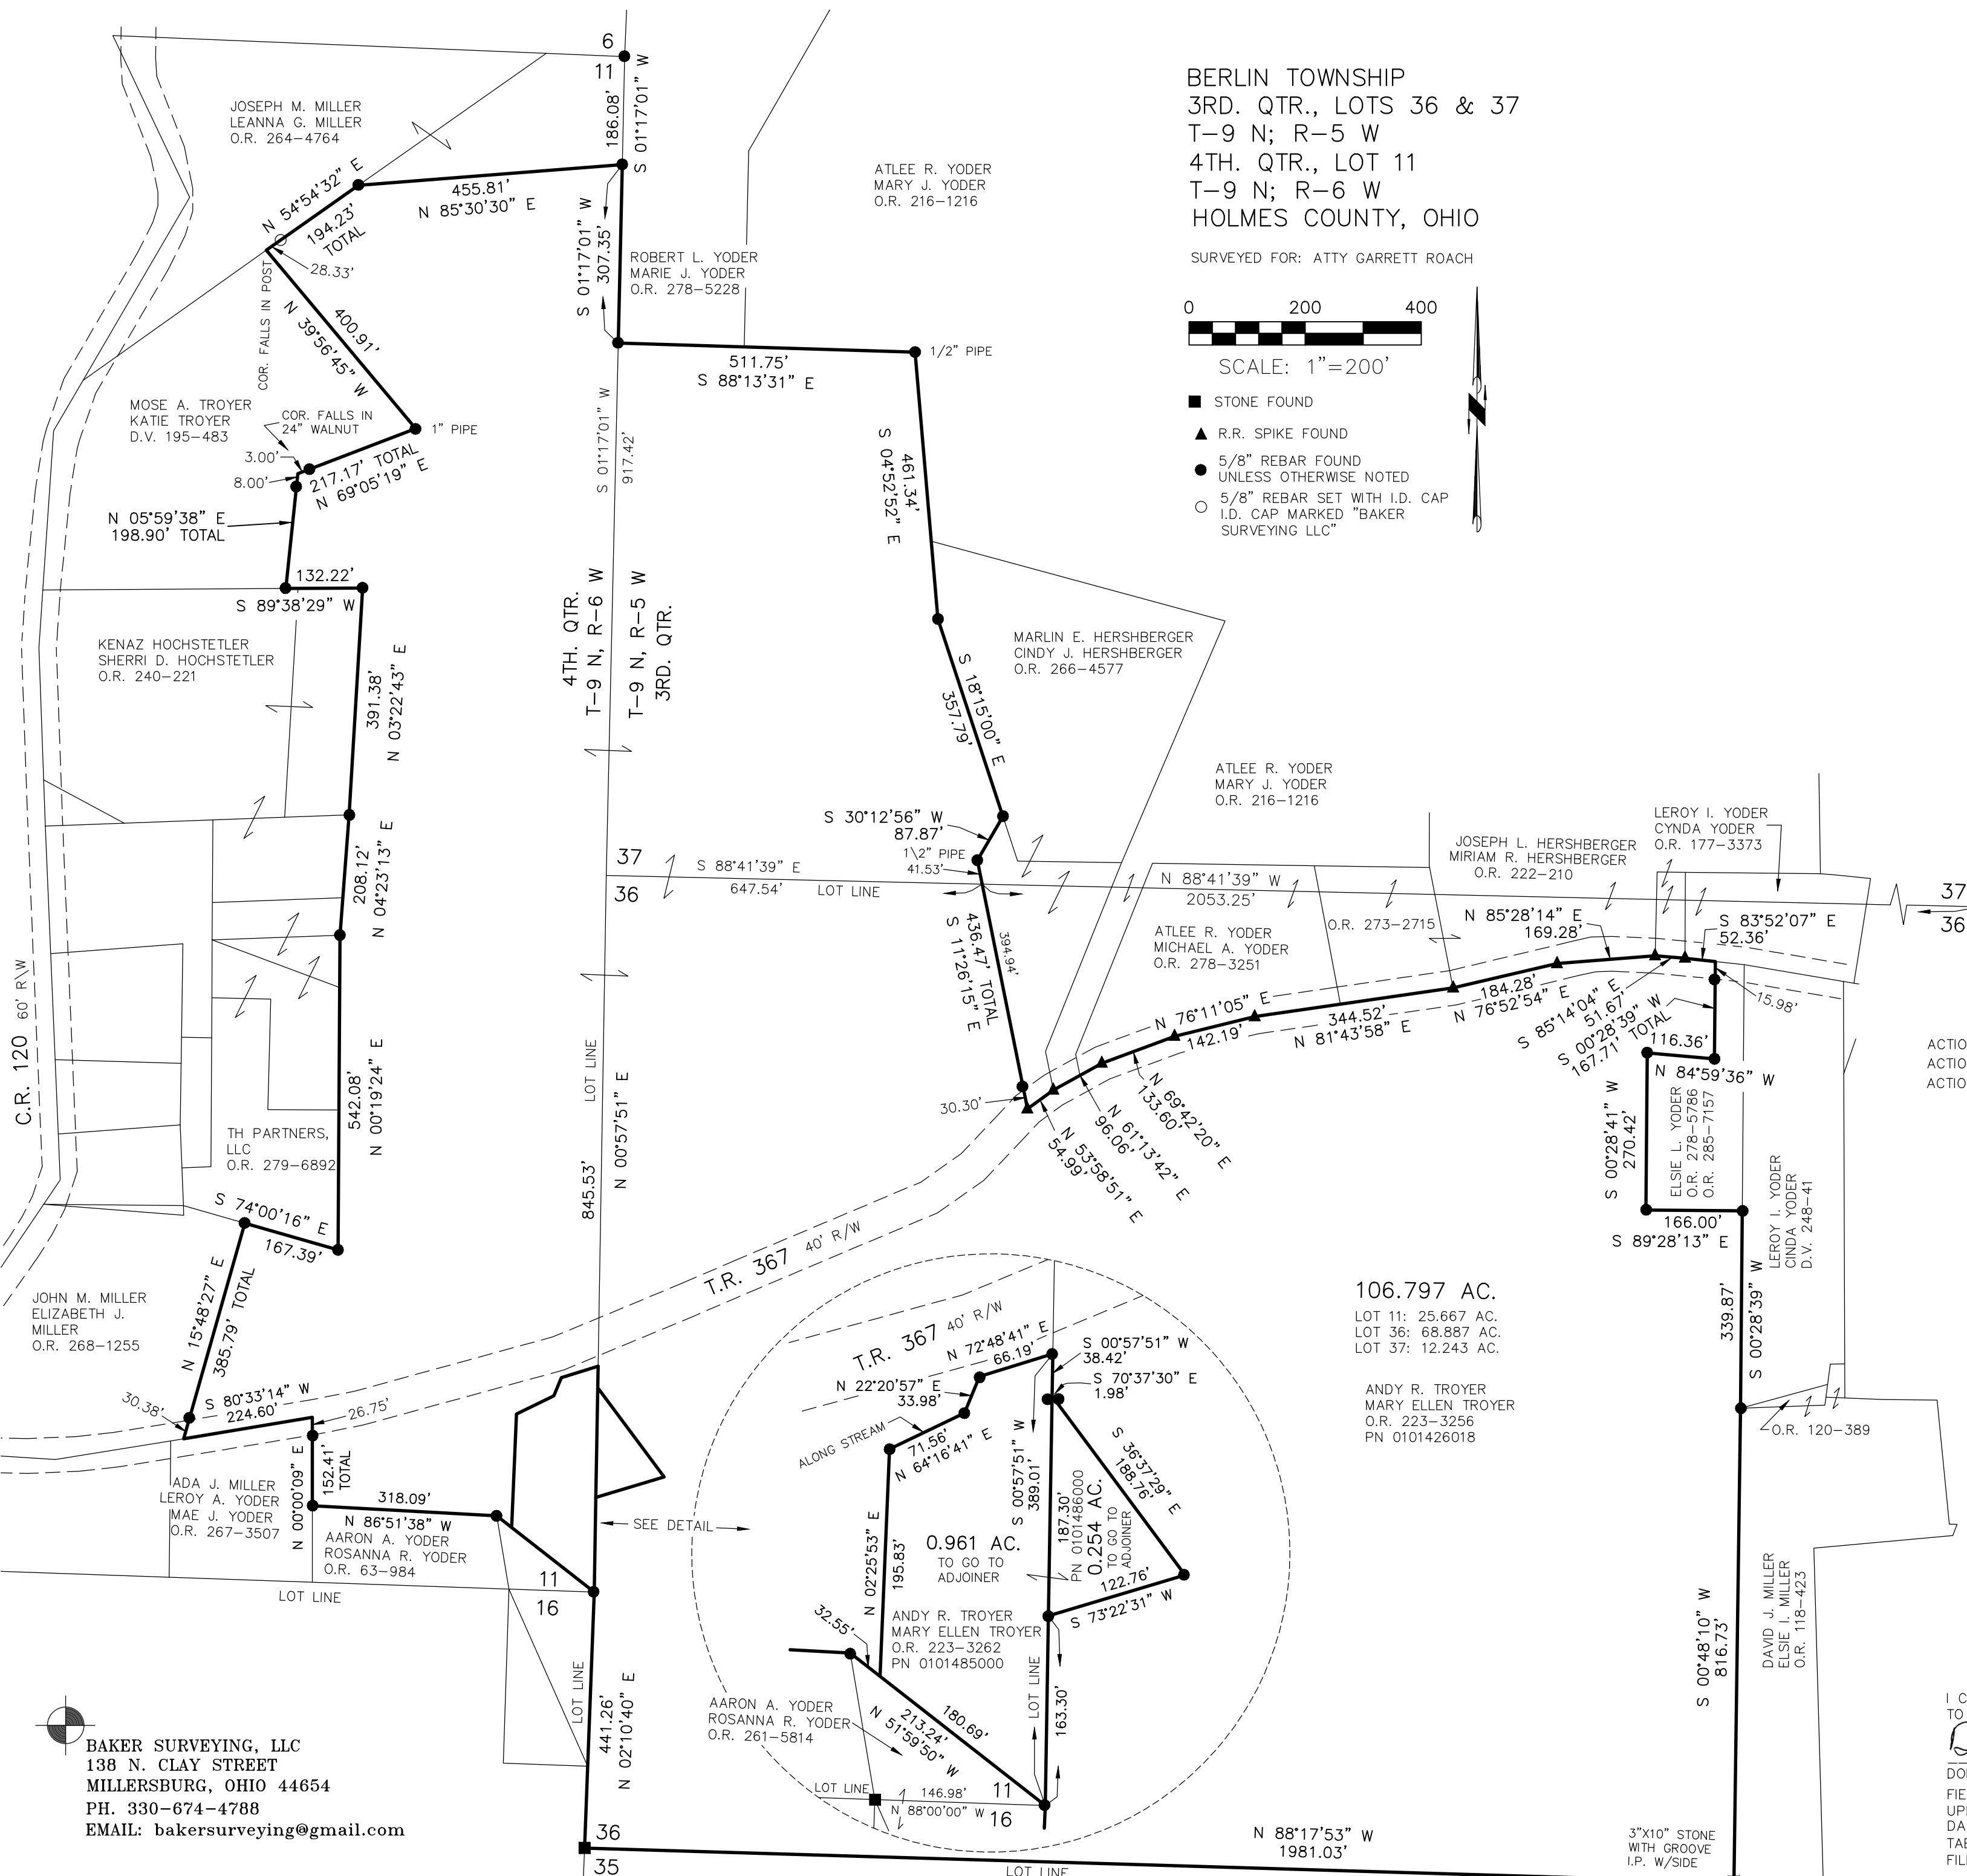 BERLIN TOWNSHIP
3RD. QTR., LOTS 36 & 37
T–9 N; R–5 W
4TH. QTR., LOT 11
T–9 N; R–6 W
HOLMES COUNTY, OHIO
SURVEYED FOR: ATTY GARRETT ROACH
0 200 400
SCALE: 1"=200'
STONE FOUND
R.R. SPIKE FOUND
5/8" REBAR FOUND
UNLESS OTHERWISE NOTED
5/8" REBAR SET WITH I.D. CAP
I.D. CAP MARKED "BAKER
SURVEYING LLC"
6
11
186.08'
S 01°17'01" W
JOSEPH M. MILLER
LEANNA G. MILLER
O.R. 264–4764
N 54°54'32" E
194.23'
TOTAL
28.33'
455.81'
N 85°30'30" E
S 01°17'01" W
307.35'
ROBERT L. YODER
MARIE J. YODER
O.R. 278–5228
ATLEE R. YODER
MARY J. YODER
O.R. 216–1216
COR. FALLS IN POST
400.91'
N 39°56'45" W
511.75'
S 88°13'31" E
1/2" PIPE
MOSE A. TROYER
KATIE TROYER
D.V. 195–483
COR. FALLS IN
24" WALNUT
1" PIPE
3.00'
8.00'
217.17' TOTAL
N 69°05'19" E
N 05°59'38" E
198.90' TOTAL
S 01°17'01" W
917.42'
461.34'
S 04°52'52" E
132.22'
S 89°38'29" W
KENAZ HOCHSTETLER
SHERRI D. HOCHSTETLER
O.R. 240–221
391.38'
N 03°22'43" E
4TH. QTR.
T–9 N, R–6 W
T–9 N, R–5 W
3RD. QTR.
S 18°15'00" E
357.79'
MARLIN E. HERSHBERGER
CINDY J. HERSHBERGER
O.R. 266–4577
ATLEE R. YODER
MARY J. YODER
O.R. 216–1216
S 30°12'56" W
87.87'
1\2" PIPE
41.53'
37
36
S 88°41'39" E
647.54'
LOT LINE
N 88°41'39" W
2053.25'
JOSEPH L. HERSHBERGER
MIRIAM R. HERSHBERGER
O.R. 222–210
LEROY I. YODER
CYNDA YODER
O.R. 177–3373
37
36
208.12'
N 04°23'13" E
436.47' TOTAL
S 11°26'15" E
394.94'
ATLEE R. YODER
MICHAEL A. YODER
O.R. 278–3251
O.R. 273–2715
N 85°28'14" E
169.28'
S 83°52'07" E
52.36'
15.98'
N 76°11'05" E
142.19'
344.52'
N 81°43'58" E
184.28'
N 76°52'54" E
S 85°14'04" E
51.67'
S 00°28'39" W
167.71' TOTAL
116.36'
N 84°59'36" W
ACTIO
ACTIO
ACTIO
C.R. 120 60' R\W
542.08'
N 00°19'24" E
TH PARTNERS,
LLC
O.R. 279–6892
LOT LINE
845.53'
N 00°57'51" E
30.30'
N 53°58'51" E
54.99'
N 61°13'42" E
96.06'
N 69°42'20" E
133.60'
S 00°28'41" W
270.42'
ELSIE L. YODER
O.R. 278–5786
O.R. 285–7157
166.00'
S 89°28'13" E
LEROY I. YODER
CINDA YODER
D.V. 248–41
S 74°00'16" E
167.39'
N 15°48'27" E
385.79' TOTAL
JOHN M. MILLER
ELIZABETH J.
MILLER
O.R. 268–1255
T.R. 367 40' R/W
106.797 AC.
LOT 11: 25.667 AC.
LOT 36: 68.887 AC.
LOT 37: 12.243 AC.
ANDY R. TROYER
MARY ELLEN TROYER
O.R. 223–3256
PN 0101426018
339.87'
S 00°28'39" W
O.R. 120–389
30.38'
S 80°33'14" W
224.60'
26.75'
N 00°00'09" E
152.41'
TOTAL
ADA J. MILLER
LEROY A. YODER
MAE J. YODER
O.R. 267–3507
318.09'
N 86°51'38" W
AARON A. YODER
ROSANNA R. YODER
O.R. 63–984
11
16
LOT LINE
SEE DETAIL
T.R. 367 40' R/W
N 72°48'41" E
66.19'
S 00°57'51" W
38.42'
S 70°37'30" E
1.98'
N 22°20'57" E
33.98'
ALONG STREAM
71.56'
N 64°16'41" E
S 00°57'51" W
389.01'
187.30'
PN 0101486000
0.254 AC.
TO GO TO
ADJOINER
S 36°37'29" E
188.76'
0.961 AC.
TO GO TO
ADJOINER
N 02°25'53" E
195.83'
122.76'
S 73°22'31" W
32.55'
ANDY R. TROYER
MARY ELLEN TROYER
O.R. 223–3262
PN 0101485000
LOT LINE
163.30'
AARON A. YODER
ROSANNA R. YODER
O.R. 261–5814
180.69'
213.24'
N 51°59'50" W
LOT LINE
146.98'
N 88°00'00" W
11
16
LOT LINE
441.26'
N 02°10'40" E
36
35
N 88°17'53" W
1981.03'
LOT LINE
S 00°48'10" W
816.73'
DAVID J. MILLER
ELSIE I. MILLER
O.R. 118–423
3"X10" STONE
WITH GROOVE
I.P. W/SIDE
BAKER SURVEYING, LLC
138 N. CLAY STREET
MILLERSBURG, OHIO 44654
PH. 330–674–4788
EMAIL: bakersurveying@gmail.com
I C
TO
DO
FIE
UP
DA
TA
FIL